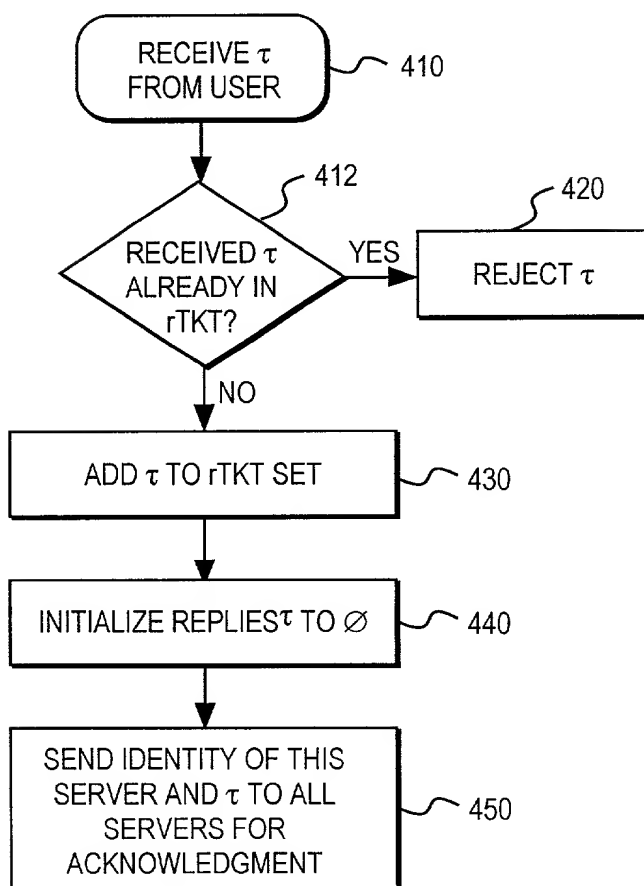 RECEIVE τ
FROM USER
410
412
RECEIVED τ
ALREADY IN
rTKT?
YES
420
REJECT τ
NO
ADD τ TO rTKT SET
430
INITIALIZE REPLIESτ TO ∅
440
SEND IDENTITY OF THIS
SERVER AND τ TO ALL
SERVERS FOR
ACKNOWLEDGMENT
450